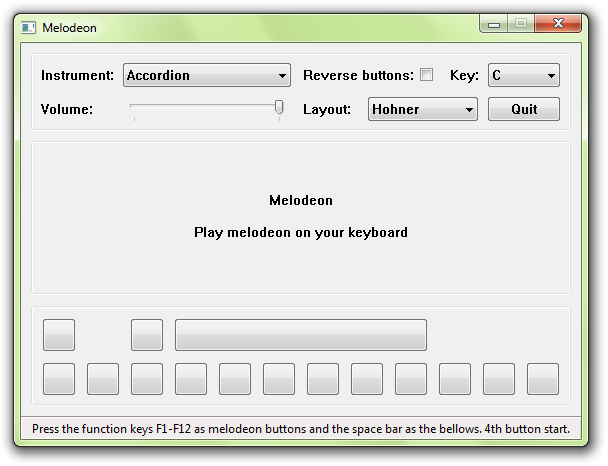 Melodeon
Instrument: Accordion Reverse buttons: Key: C
Volume: Layout: Hohner Quit
Melodeon
Play melodeon on your keyboard
Press the function keys F1-F12 as melodeon buttons and the space bar as the bellows. 4th button start.